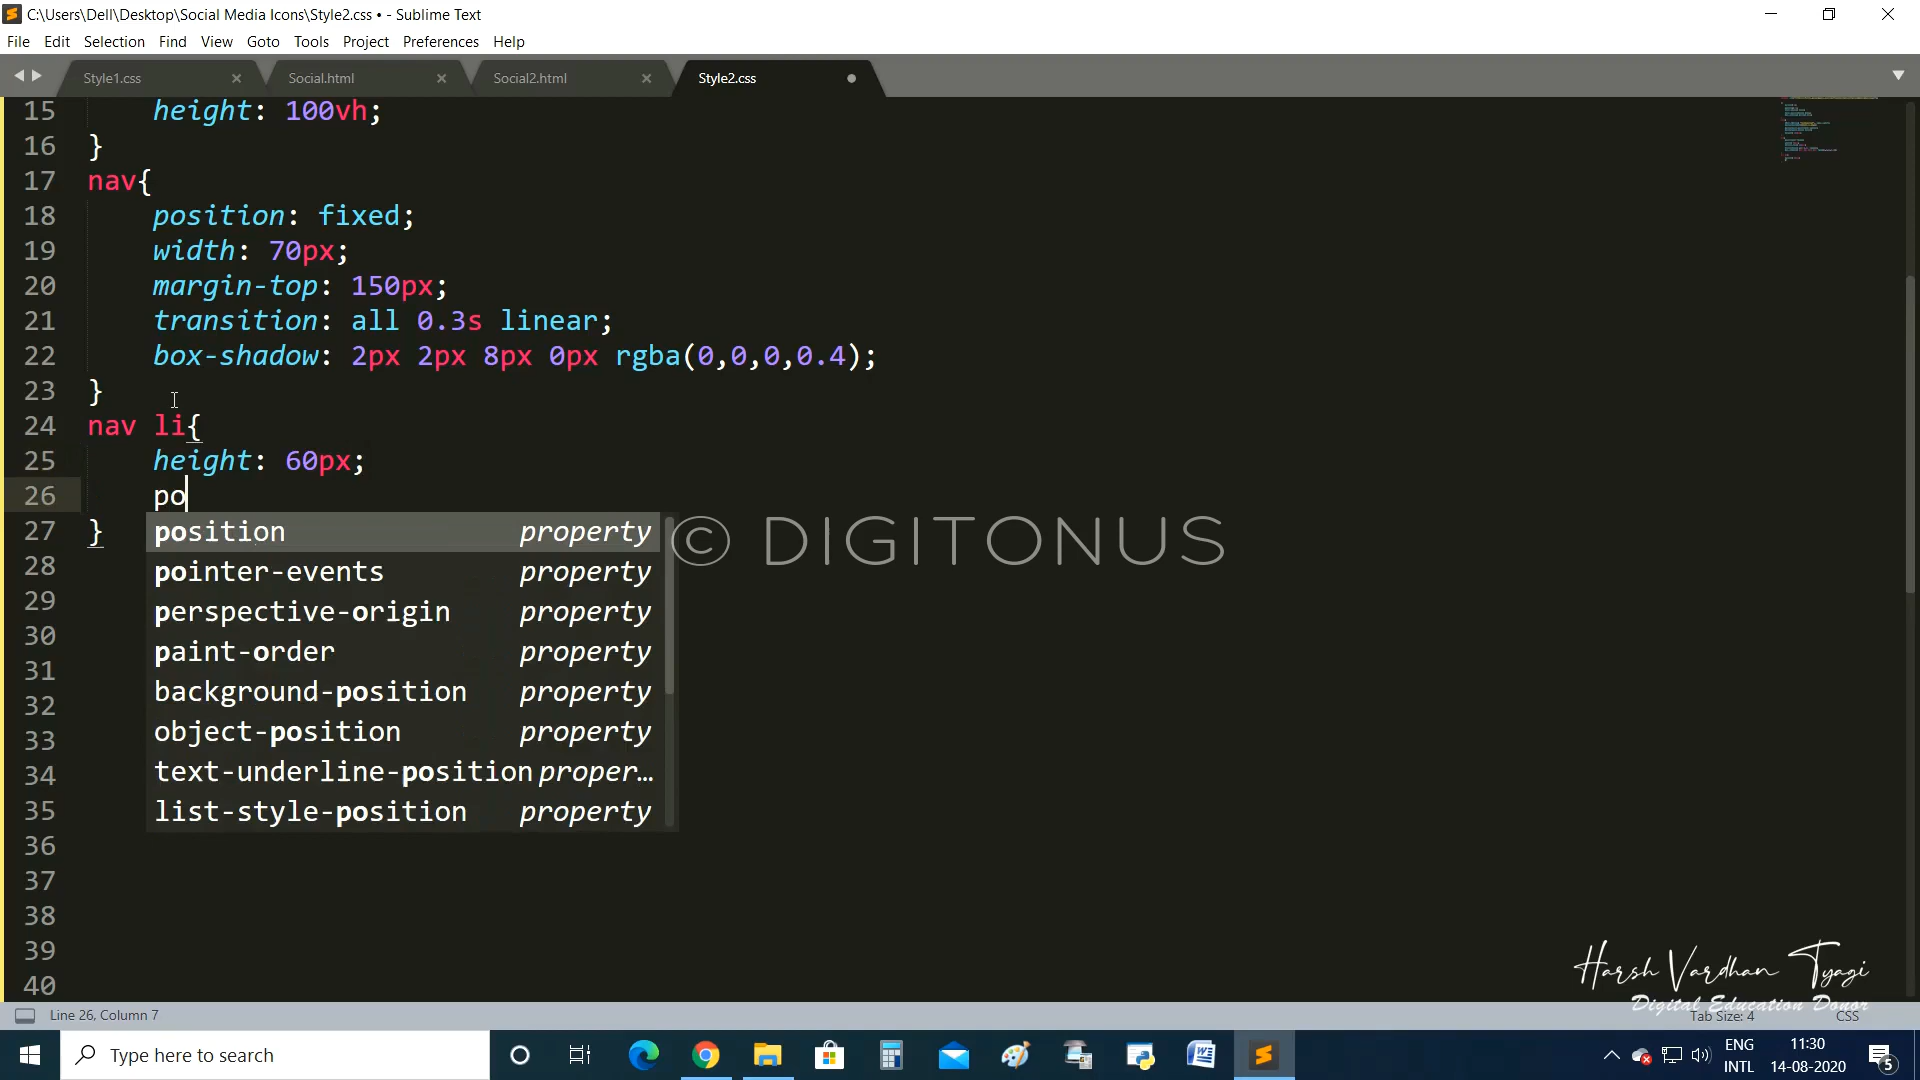 C:\Users\Dell\Desktop\Social Media Icons\Style2.css • - Sublime Text
File Edit Selection Find View Goto Tools Project Preferences Help
Style1.css × Social.html × Social2.html × Style2.css
15 height: 100vh;
16 }
17 nav{
18 position: fixed;
19 width: 70px;
20 margin-top: 150px;
21 transition: all 0.3s linear;
22 box-shadow: 2px 2px 8px 0px rgba(0,0,0,0.4);
23 }
24 nav li{
25 height: 60px;
26 po
27 }
position property
pointer-events property
perspective-origin property
paint-order property
background-position property
object-position property
text-underline-position proper…
list-style-position property
28
29
30
31
32
33
34
35
36
37
38
39
40
© DIGITONUS
Harsh Vardhan Tyagi
Digital Education Donor
Line 26, Column 7
Tab Size: 4 CSS
Type here to search
ENG
INTL
11:30
14-08-2020
5